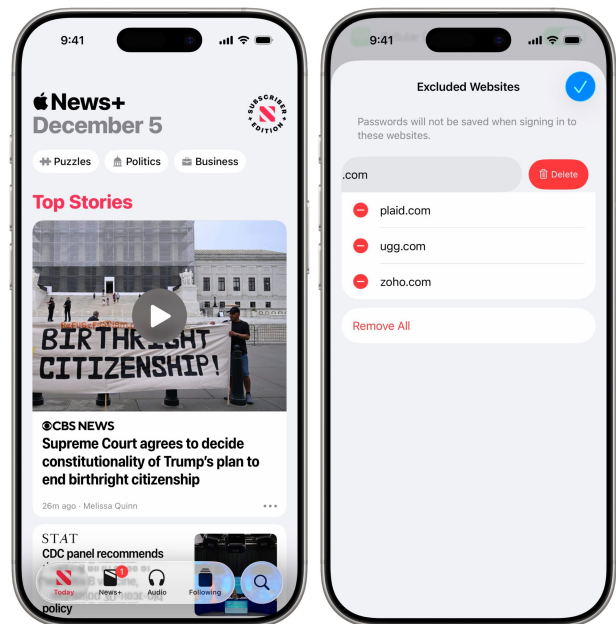 9:41
News+
December 5
SUBSCRIBER EDITION
Puzzles
Politics
Business
Top Stories
BIRTHRIGHT
CITIZENSHIP!
CBS NEWS
Supreme Court agrees to decide
constitutionality of Trump's plan to
end birthright citizenship
26m ago · Melissa Quinn
STAT
CDC panel recommends
policy
Today
1
News+
Audio
Following
9:41
Excluded Websites
Passwords will not be saved when signing in to
these websites.
.com
Delete
plaid.com
ugg.com
zoho.com
Remove All